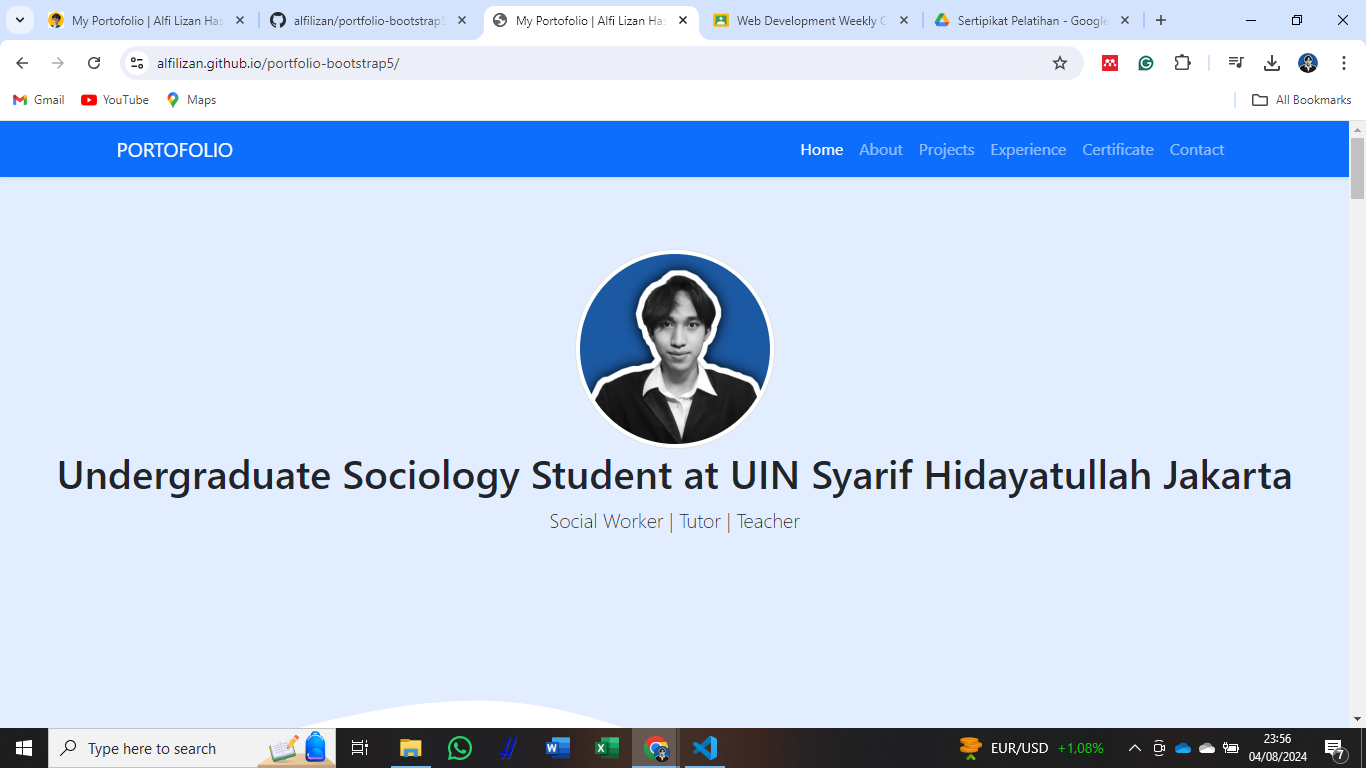 My Portofolio | Alfi Lizan Has
alfilizan/portfolio-bootstrap5
My Portofolio | Alfi Lizan Has
Web Development Weekly C
Sertipikat Pelatihan - Google
alfilizan.github.io/portfolio-bootstrap5/
Gmail
YouTube
Maps
All Bookmarks
PORTOFOLIO
Home About Projects Experience Certificate Contact
Undergraduate Sociology Student at UIN Syarif Hidayatullah Jakarta
Social Worker | Tutor | Teacher
Type here to search
EUR/USD +1,08%
23:56
04/08/2024
7